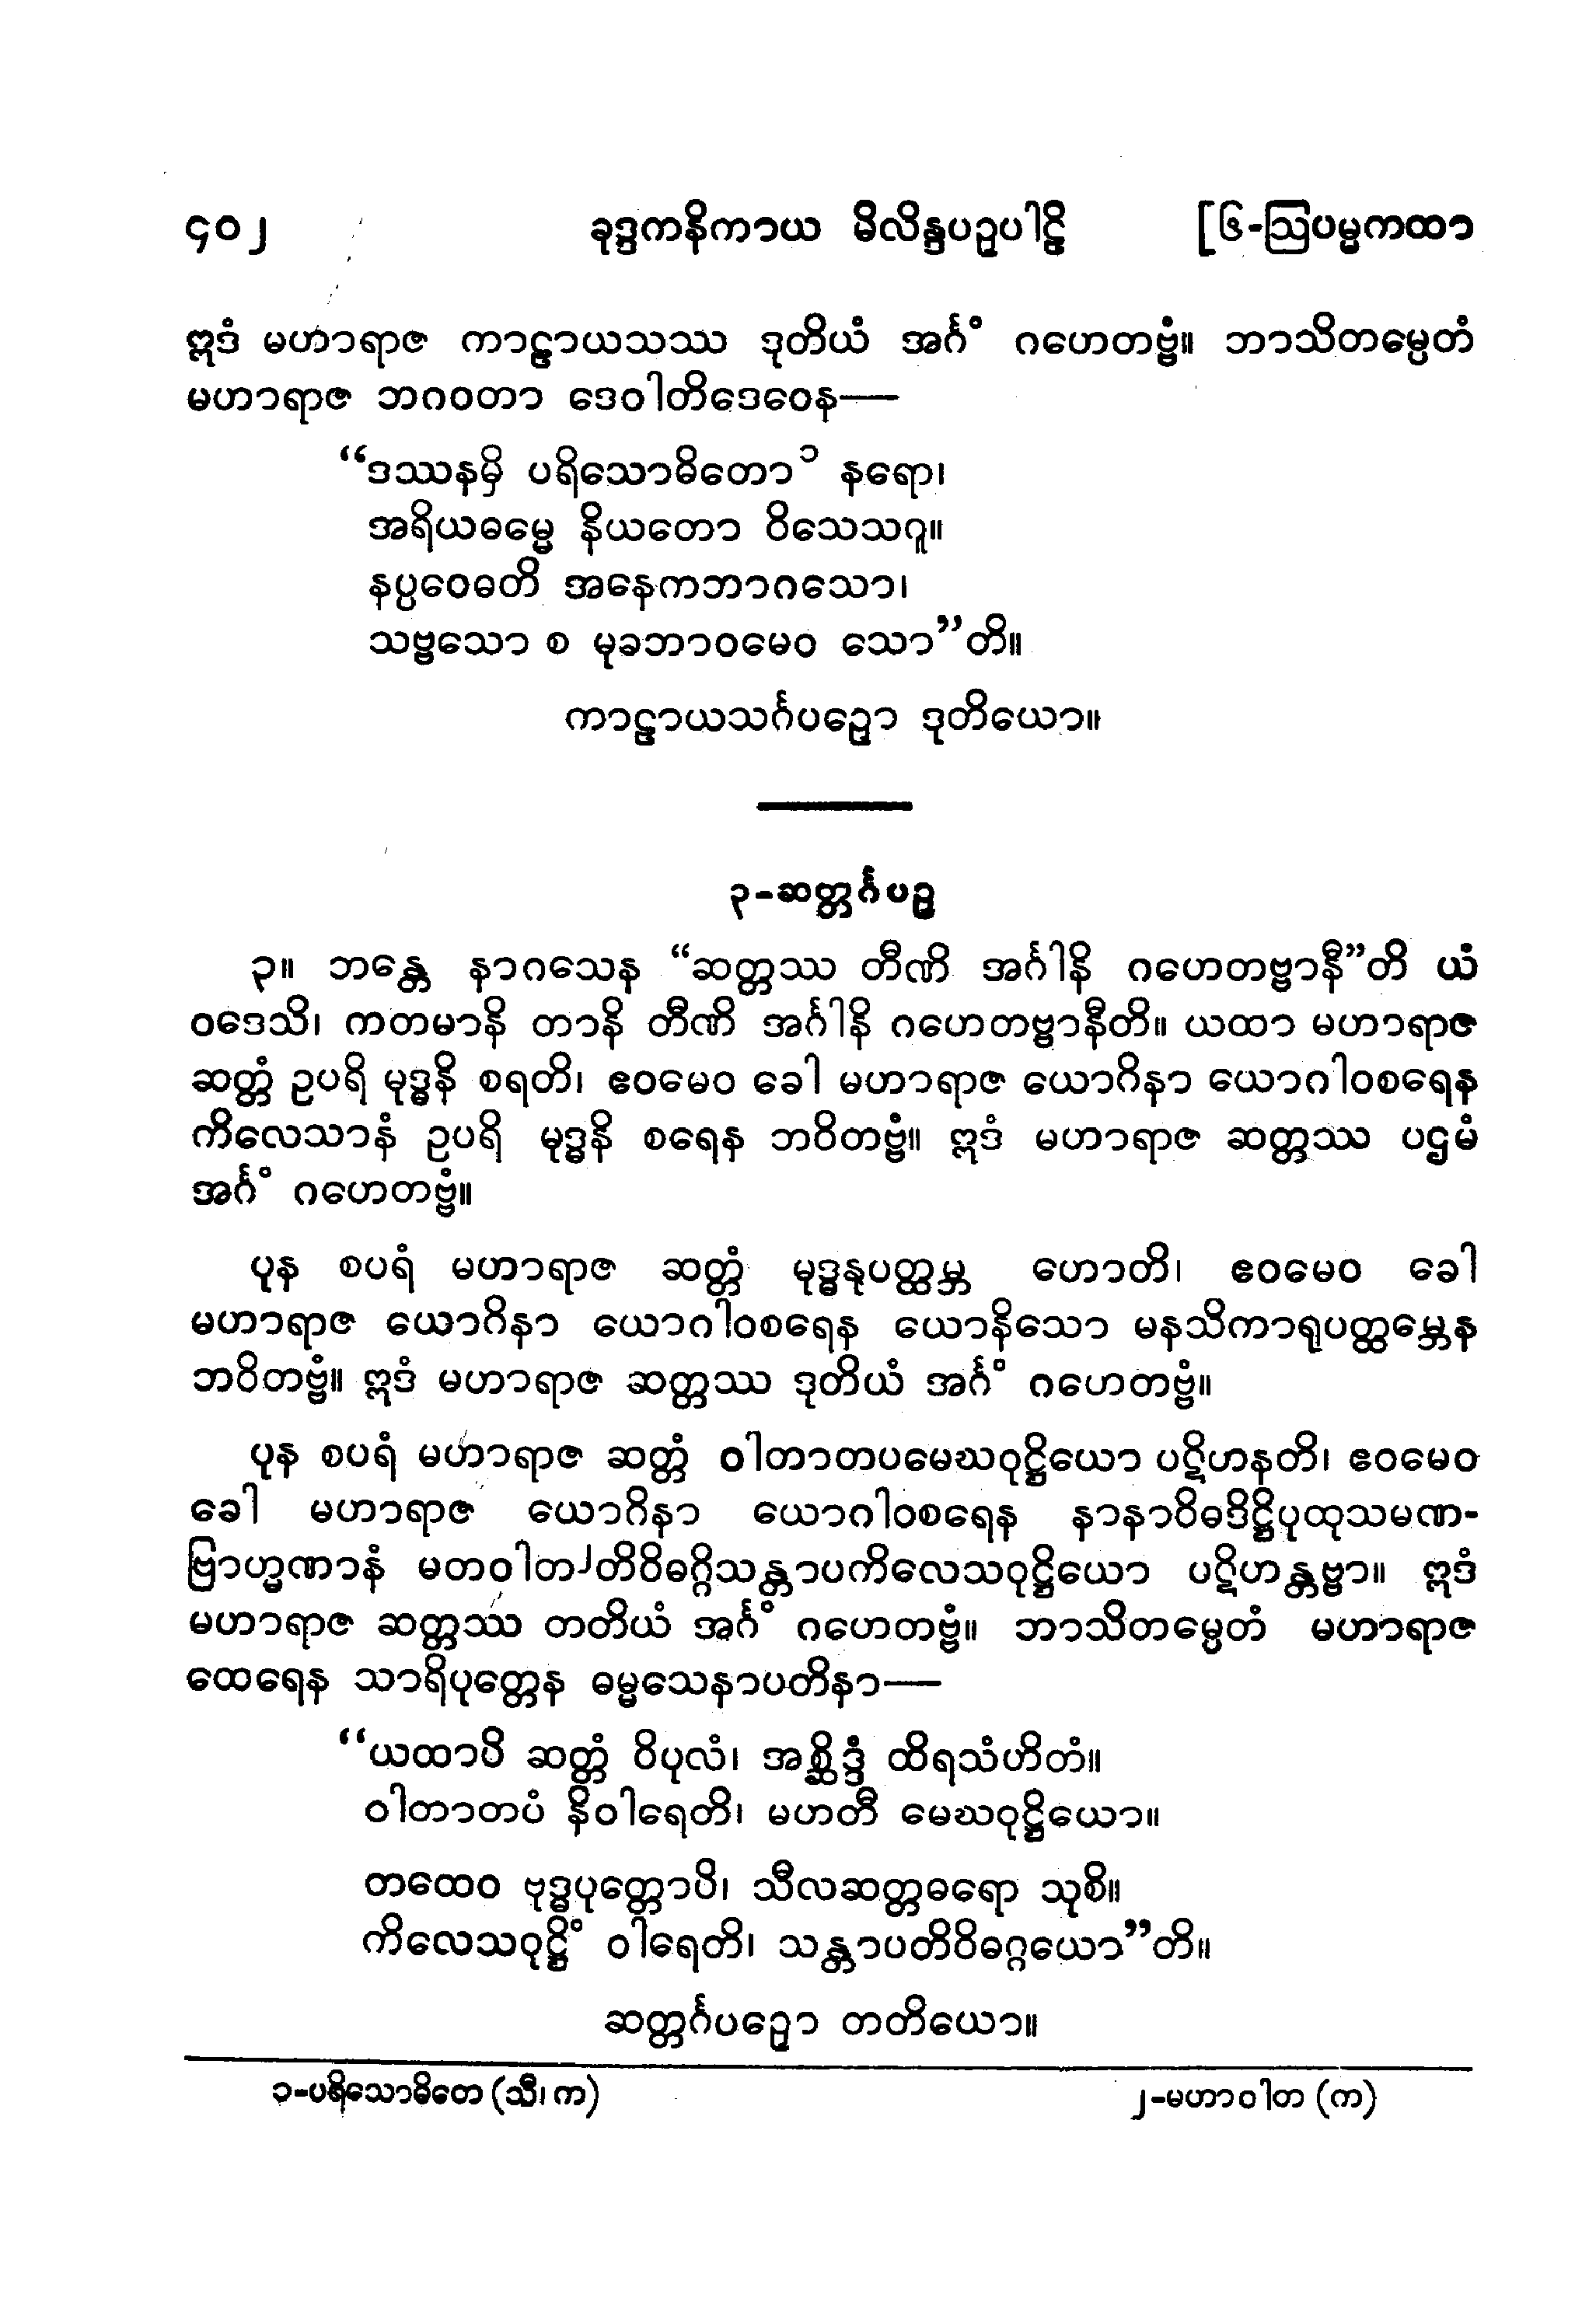 ၄၀၂ ခုဒ္ဒကနိကာယ မိလိန္ဒပဉှပါဠိ [၆-ဩပမ္မကထာ
ဣဒံ မဟာရာဇ ကာဠာယသဿ ဒုတိယံ အင်္ဂံ ဂဟေတဗ္ဗံ။ ဘာသိတမ္ပေတံ
မဟာရာဇ ဘဂဝတာ ဒေဝါတိဒေဝေန—
“ဒဿနမှိ ပရိသောဓိတော၁ နရော၊
အရိယဓမ္မေ နိယတော ဝိသေသဂူ။
နပ္ပဝေဓတိ အနေကဘာဂသော၊
သဗ္ဗသော စ မုခဘာဝမေဝ သော”တိ။
ကာဠာယသင်္ဂပဉှော ဒုတိယော။
၃-ဆတ္တင်္ဂပဉှ
၃။ ဘန္တေ နာဂသေန “ဆတ္တဿ တီဏိ အင်္ဂါနိ ဂဟေတဗ္ဗာနီ”တိ ယံ
ဝဒေသိ၊ ကတမာနိ တာနိ တီဏိ အင်္ဂါနိ ဂဟေတဗ္ဗာနီတိ။ ယထာ မဟာရာဇ
ဆတ္တံ ဥပရိ မုဒ္ဓနိ စရတိ၊ ဧဝမေဝ ခေါ မဟာရာဇ ယောဂိနာ ယောဂါဝစရေန
ကိလေသာနံ ဥပရိ မုဒ္ဓနိ စရေန ဘဝိတဗ္ဗံ။ ဣဒံ မဟာရာဇ ဆတ္တဿ ပဌမံ
အင်္ဂံ ဂဟေတဗ္ဗံ။
ပုန စပရံ မဟာရာဇ ဆတ္တံ မုဒ္ဓနုပတ္ထမ္ဘ ဟောတိ၊ ဧဝမေဝ ခေါ
မဟာရာဇ ယောဂိနာ ယောဂါဝစရေန ယောနိသော မနသိကာရုပတ္ထမ္ဘေန
ဘဝိတဗ္ဗံ။ ဣဒံ မဟာရာဇ ဆတ္တဿ ဒုတိယံ အင်္ဂံ ဂဟေတဗ္ဗံ။
ပုန စပရံ မဟာရာဇ ဆတ္တံ ဝါတာတပမေဃဝုဋ္ဌိယော ပဋိဟနတိ၊ ဧဝမေဝ
ခေါ မဟာရာဇ ယောဂိနာ ယောဂါဝစရေန နာနာဝိဓဒိဋ္ဌိပုထုသမဏ-
ဗြာဟ္မဏာနံ မတဝါတ၂တိဝိဓဂ္ဂိသန္တာပကိလေသဝုဋ္ဌိယော ပဋိဟန္တဗ္ဗာ။ ဣဒံ
မဟာရာဇ ဆတ္တဿ တတိယံ အင်္ဂံ ဂဟေတဗ္ဗံ။ ဘာသိတမ္ပေတံ မဟာရာဇ
ထေရေန သာရိပုတ္တေန ဓမ္မသေနာပတိနာ—
“ယထာပိ ဆတ္တံ ဝိပုလံ၊ အစ္ဆိဒ္ဒံ ထိရသံဟိတံ။
ဝါတာတပံ နိဝါရေတိ၊ မဟတီ မေဃဝုဋ္ဌိယော။
တထေဝ ဗုဒ္ဓပုတ္တောပိ၊ သီလဆတ္တဓရော သုစိ။
ကိလေသဝုဋ္ဌိံ ဝါရေတိ၊ သန္တာပတိဝိဓဂ္ဂယော”တိ။
ဆတ္တင်္ဂပဉှော တတိယော။
၁-ပရိသောဓိတေ (သီ၊ က) ၂-မဟာဝါတ (က)